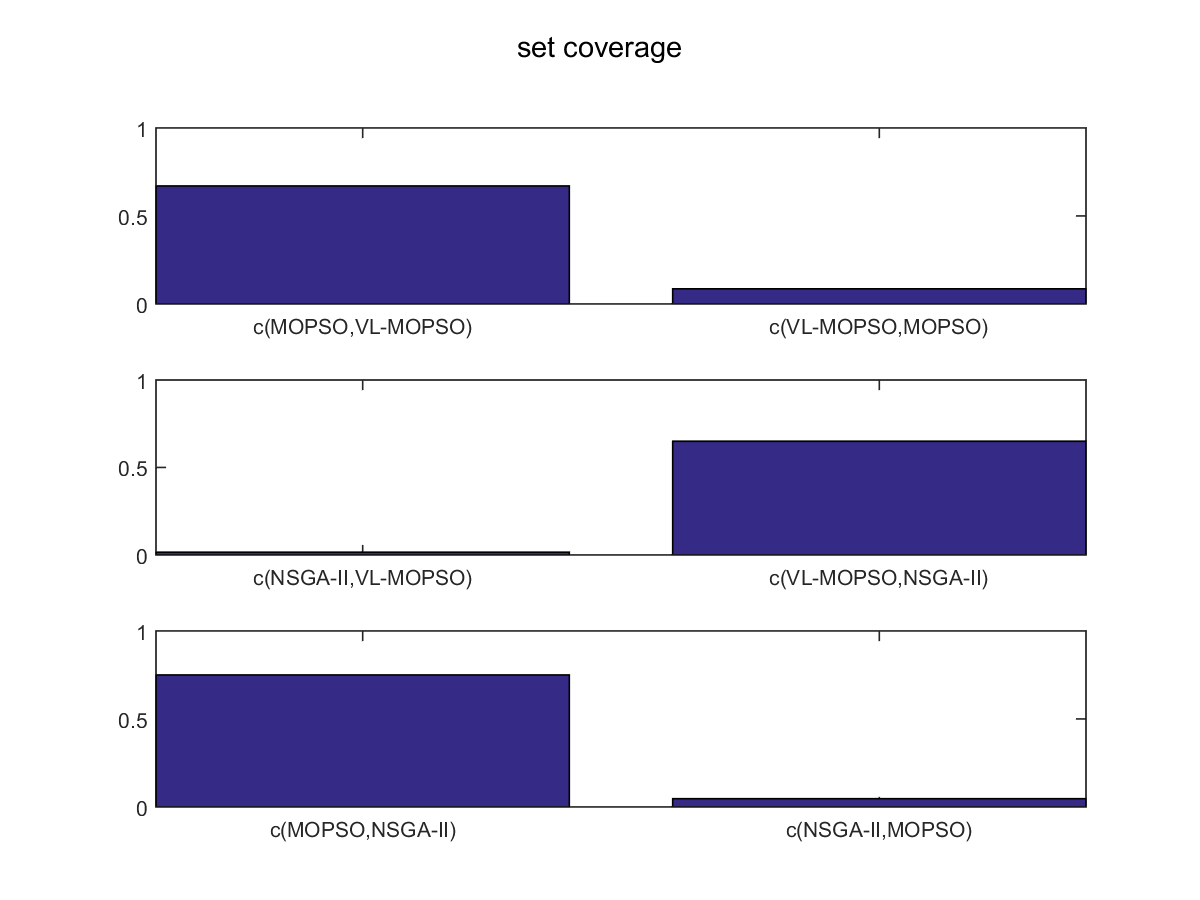 set coverage
1
0.5
0
c(MOPSO,VL-MOPSO) c(VL-MOPSO,MOPSO)
1
0.5
0
c(NSGA-II,VL-MOPSO) c(VL-MOPSO,NSGA-II)
1
0.5
0
c(MOPSO,NSGA-II) c(NSGA-II,MOPSO)